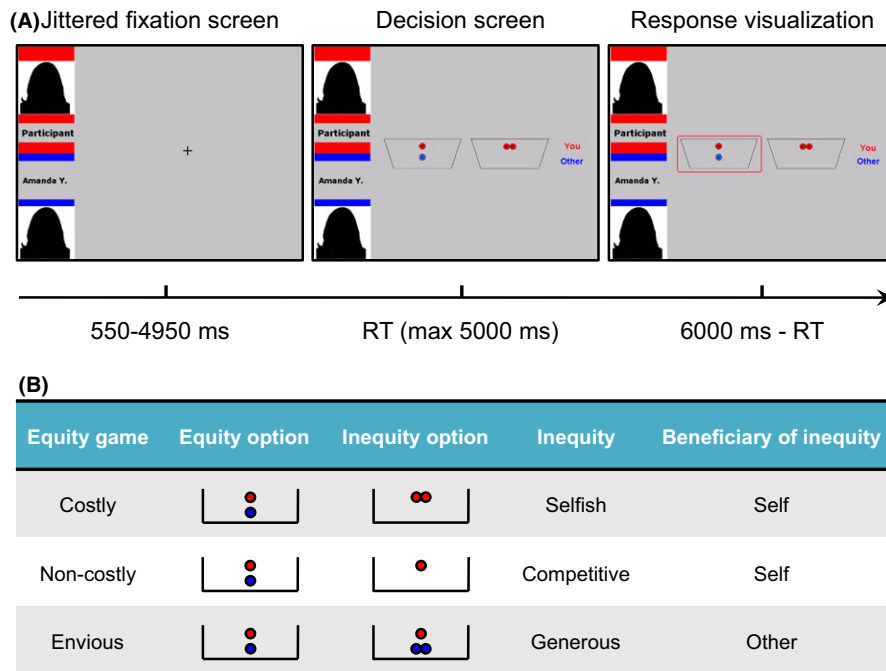 (A) Jittered fixation screen Decision screen Response visualization
Participant
Amanda Y.
+
Participant
Amanda Y.
You
Other
Participant
Amanda Y.
You
Other
550-4950 ms RT (max 5000 ms) 6000 ms - RT
(B)
Equity game Equity option Inequity option Inequity Beneficiary of inequity
Costly Selfish Self
Non-costly Competitive Self
Envious Generous Other